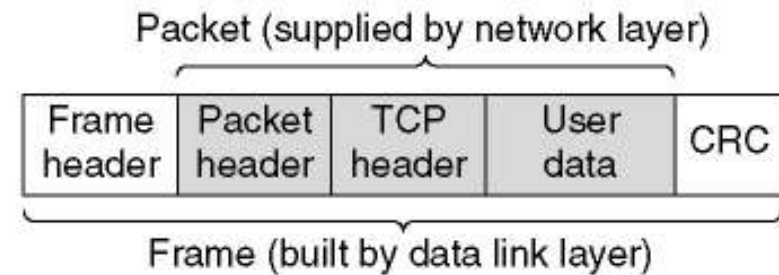 Packet (supplied by network layer)
Frame header
Packet header
TCP header
User data
CRC
Frame (built by data link layer)